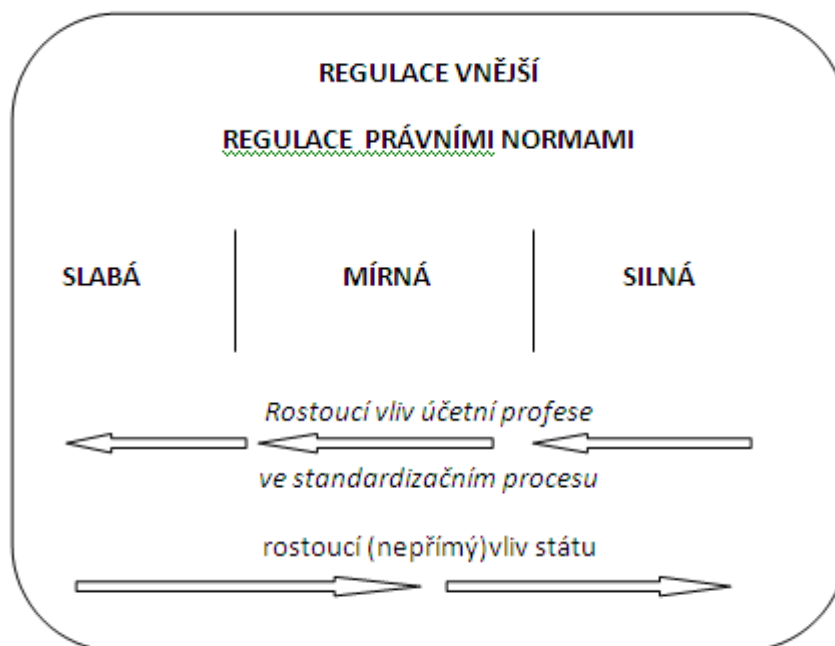 REGULACE VNĚJŠÍ
REGULACE PRÁVNÍMI NORMAMI
SLABÁ MÍRNÁ SILNÁ
Rostoucí vliv účetní profese
ve standardizačním procesu
rostoucí (nepřímý)vliv státu